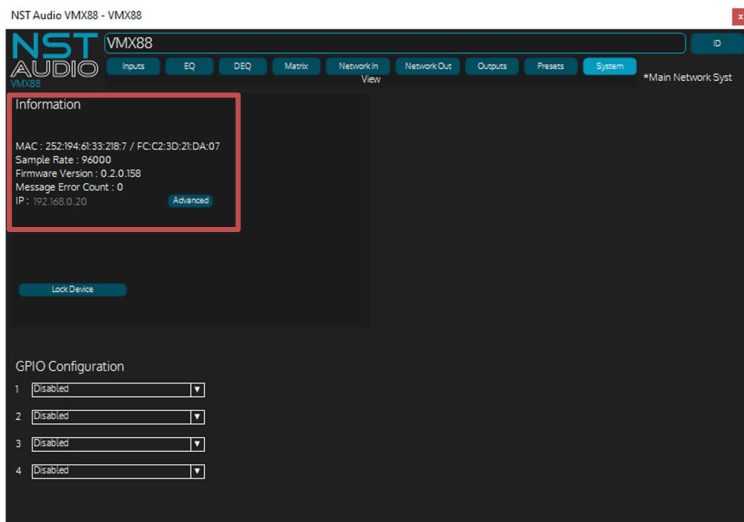 NST Audio VMX88 - VMX88
x
NST
AUDIO
VMX88
VMX88
ID
Inputs
EQ
DEQ
Matrix
Network In
Network Out
Outputs
Presets
System
View
*Main Network Syst
Information
MAC : 252:194:61:33:218:7 / FC:C2:3D:21:DA:07
Sample Rate : 96000
Firmware Version : 0.2.0.158
Message Error Count : 0
IP : 192.168.0.20
Advanced
Lock Device
GPIO Configuration
1 Disabled
2 Disabled
3 Disabled
4 Disabled